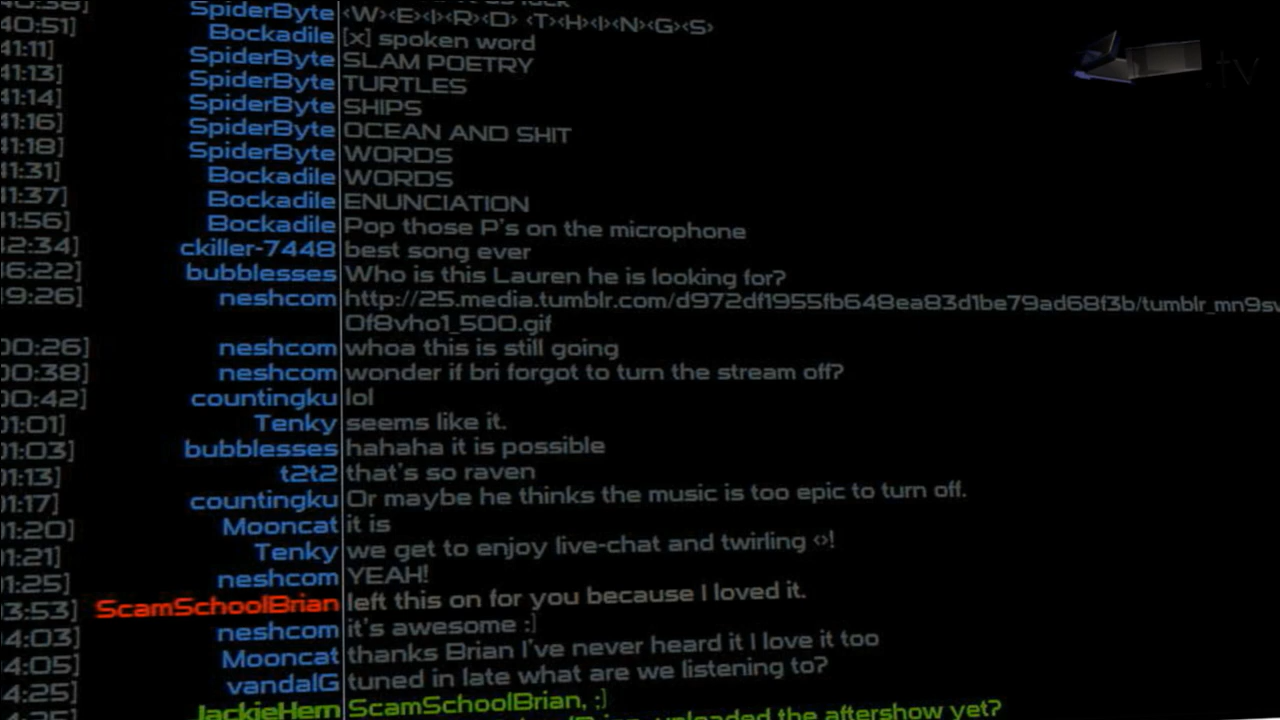 40:51] SpiderByte ‹W›‹E›‹I›‹R›‹D› ‹T›‹H›‹I›‹N›‹G›‹S›
41:11] Bockadile [x] spoken word
41:13] SpiderByte SLAM POETRY
41:14] SpiderByte TURTLES
41:16] SpiderByte SHIPS
41:18] SpiderByte OCEAN AND SHIT
41:31] SpiderByte WORDS
41:37] Bockadile WORDS
41:56] Bockadile ENUNCIATION
42:34] Bockadile Pop those P's on the microphone
46:22] ckiller-7448 best song ever
49:26] bubblesses Who is this Lauren he is looking for?
neshcom http://25.media.tumblr.com/d972df1955fb648ea83d1be79ad68f3b/tumblr_mn9sv
0f8vho1_500.gif
00:26] neshcom whoa this is still going
00:38] neshcom wonder if bri forgot to turn the stream off?
00:42] countingku lol
01:01] Tenky seems like it.
01:03] bubblesses hahaha it is possible
01:13] t2t2 that's so raven
01:17] countingku Or maybe he thinks the music is too epic to turn off.
01:20] Mooncat it is
01:21] Tenky we get to enjoy live-chat and twirling ‹›!
01:25] neshcom YEAH!
03:53] ScamSchoolBrian left this on for you because I loved it.
04:03] neshcom it's awesome :]
04:05] Mooncat thanks Brian I've never heard it I love it too
4:25] vandalG tuned in late what are we listening to?
JackieHern ScamSchoolBrian, :]
uploaded the aftershow yet?
.tv